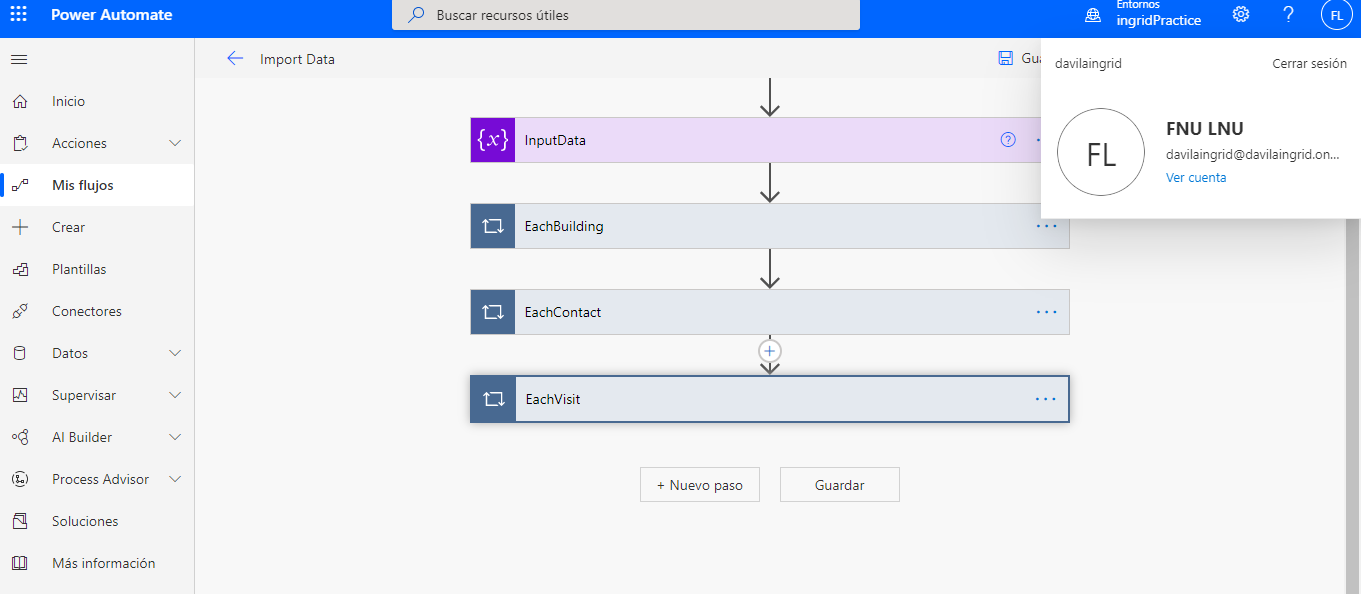 Power Automate
Buscar recursos útiles
Entornos
ingridPractice
?
FL
Import Data
Gu
davilaingrid
Cerrar sesión
FL
FNU LNU
davilaingrid@davilaingrid.on...
Ver cuenta
Inicio
Acciones
Mis flujos
Crear
Plantillas
Conectores
Datos
Supervisar
AI Builder
Process Advisor
Soluciones
Más información
{x}
InputData
?
EachBuilding
...
EachContact
...
+
EachVisit
...
+ Nuevo paso
Guardar